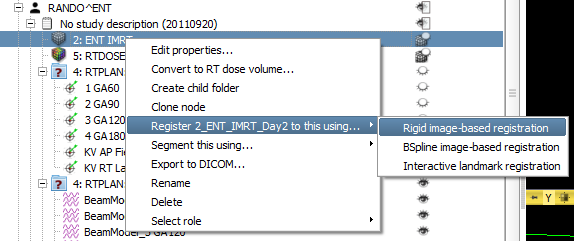 RANDO^ENT
No study description (20110920)
2: ENT IMRT
5: RTDOSE
4: RTPLAN
1 GA60
2 GA90
3 GA120
4 GA180
KV AP Fi
KV RT La
4: RTPLAN
BeamMod
BeamMod
BeamModel_3 GA120
Edit properties...
Convert to RT dose volume...
Create child folder
Clone node
Register 2_ENT_IMRT_Day2 to this using...
Segment this using...
Export to DICOM...
Rename
Delete
Select role
Rigid image-based registration
BSpline image-based registration
Interactive landmark registration
Y